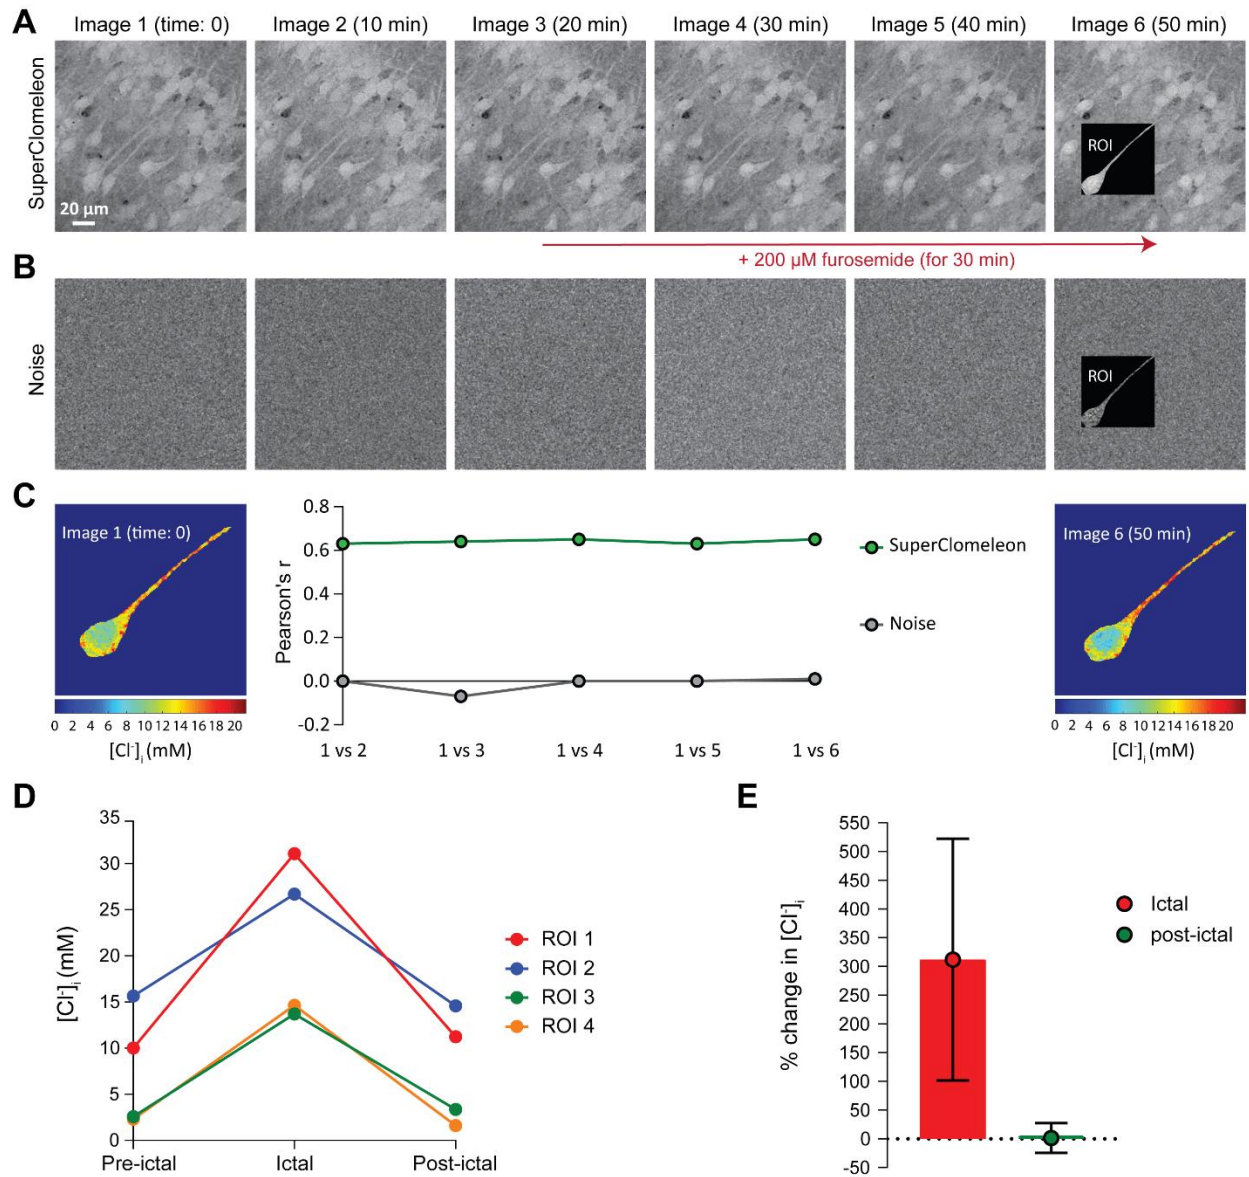 A
Image 1 (time: 0) Image 2 (10 min) Image 3 (20 min) Image 4 (30 min) Image 5 (40 min) Image 6 (50 min)
SuperClomeleon
20 µm
ROI
+ 200 µM furosemide (for 30 min)
B
Noise
ROI
C
Image 1 (time: 0)
0 2 4 6 8 10 12 14 16 18 20
[Cl⁻]ᵢ (mM)
Pearson's r
0.8
0.6
0.4
0.2
0.0
-0.2
1 vs 2 1 vs 3 1 vs 4 1 vs 5 1 vs 6
SuperClomeleon
Noise
Image 6 (50 min)
0 2 4 6 8 10 12 14 16 18 20
[Cl⁻]ᵢ (mM)
D
[Cl⁻]ᵢ (mM)
35
30
25
20
15
10
5
0
Pre-ictal Ictal Post-ictal
ROI 1
ROI 2
ROI 3
ROI 4
E
% change in [Cl⁻]ᵢ
550
500
450
400
350
300
250
200
150
100
50
0
-50
Ictal
post-ictal